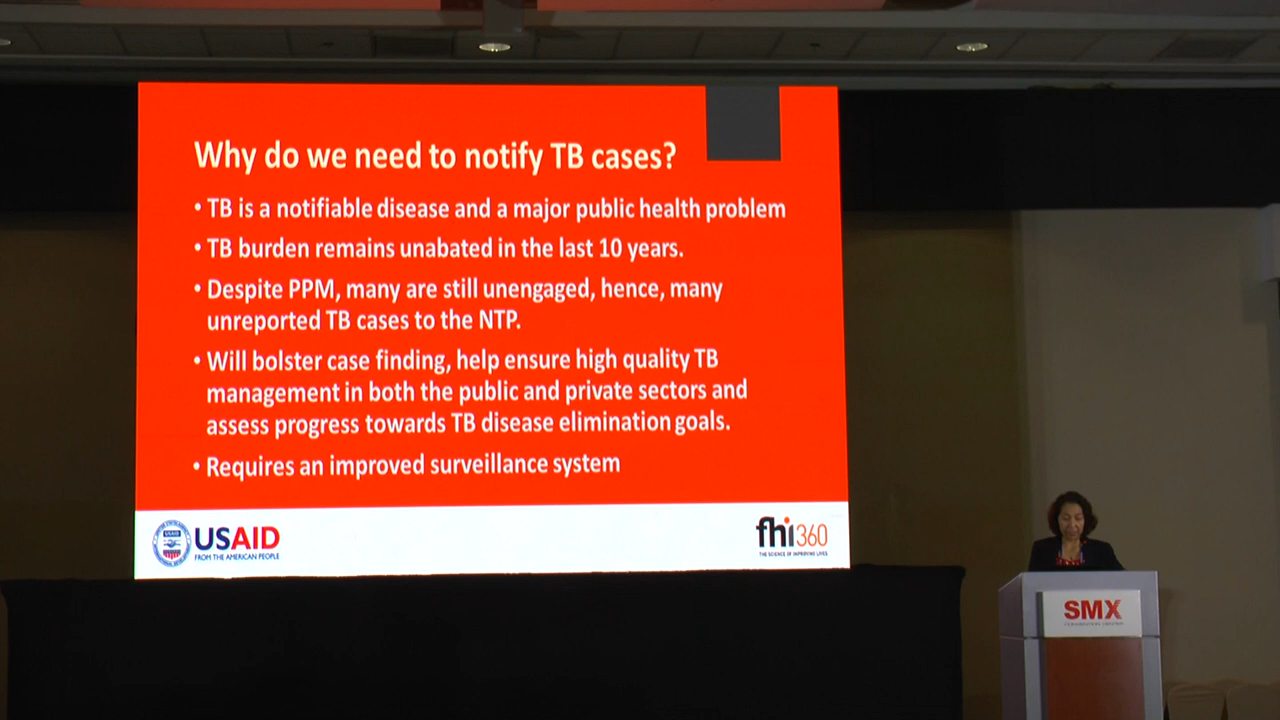 Why do we need to notify TB cases?
• TB is a notifiable disease and a major public health problem
• TB burden remains unabated in the last 10 years.
• Despite PPM, many are still unengaged, hence, many
unreported TB cases to the NTP.
• Will bolster case finding, help ensure high quality TB
management in both the public and private sectors and
assess progress towards TB disease elimination goals.
• Requires an improved surveillance system
USAID
FROM THE AMERICAN PEOPLE
fhi360
THE SCIENCE OF IMPROVING LIVES
SMX